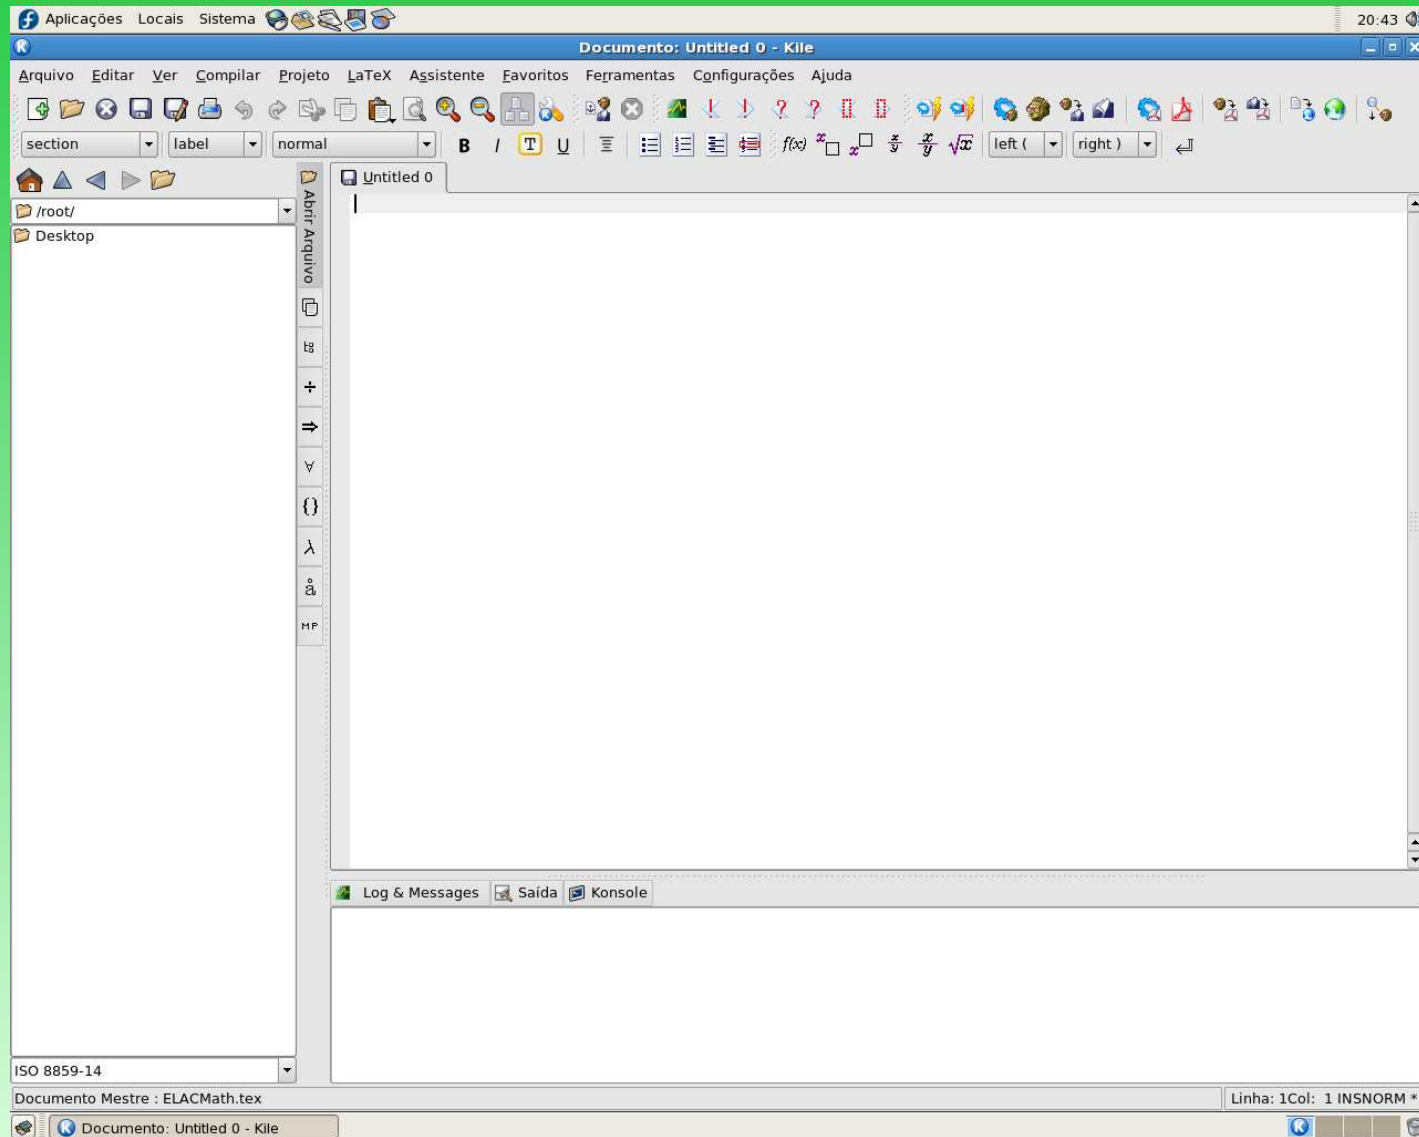 Aplicações Locais Sistema 20:43
Documento: Untitled 0 - Kile
Arquivo Editar Ver Compilar Projeto LaTeX Assistente Favoritos Ferramentas Configurações Ajuda
section label normal B I T U f(x) x x x/y x/y √x left ( right )
Untitled 0
/root/
Desktop
Abrir Arquivo
÷
⇒
∀
{}
λ
å
MP
Log & Messages Saída Konsole
ISO 8859-14
Documento Mestre : ELACMath.tex Linha: 1Col: 1 INSNORM *
Documento: Untitled 0 - Kile